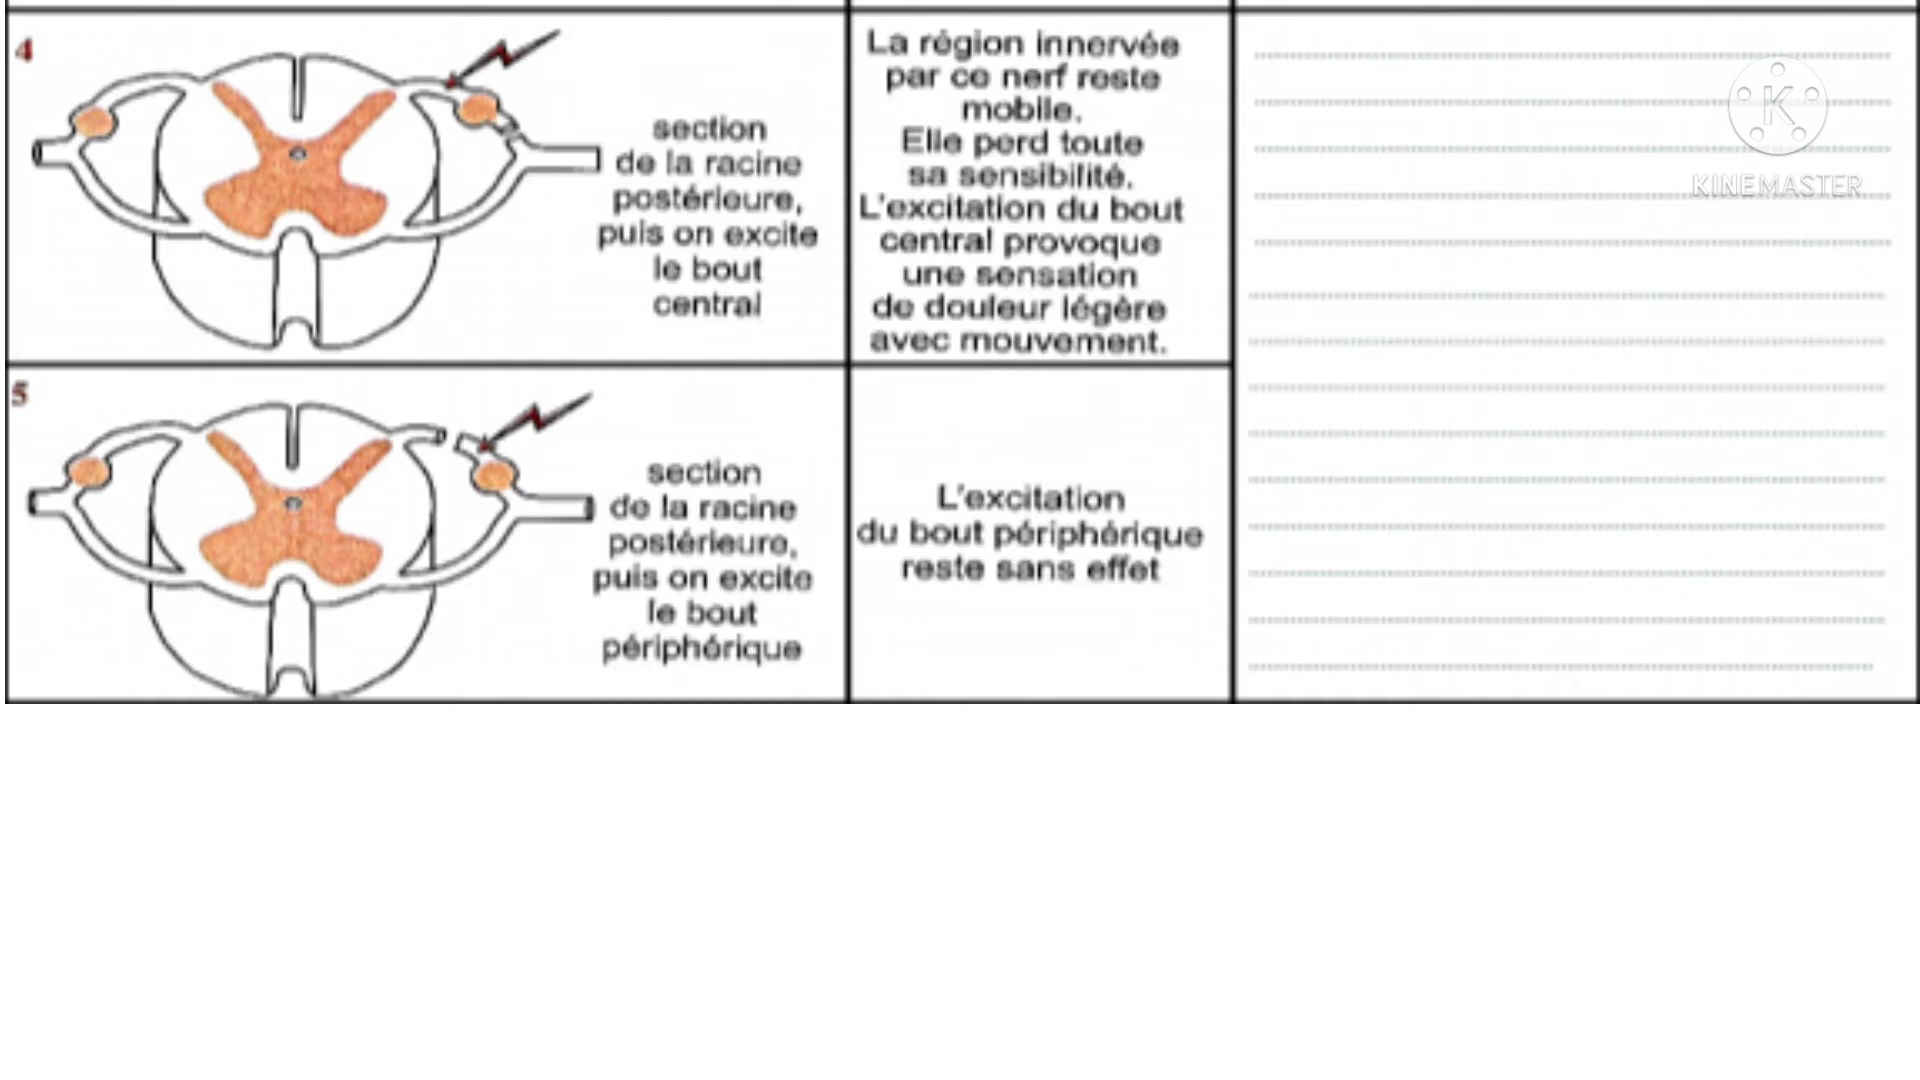 4
section
de la racine
postérieure,
puis on excite
le bout
central
La région innervée
par ce nerf reste
mobile.
Elle perd toute
sa sensibilité.
L'excitation du bout
central provoque
une sensation
de douleur légère
avec mouvement.
K
KINEMASTER
5
section
de la racine
postérieure,
puis on excite
le bout
périphérique
L'excitation
du bout périphérique
reste sans effet